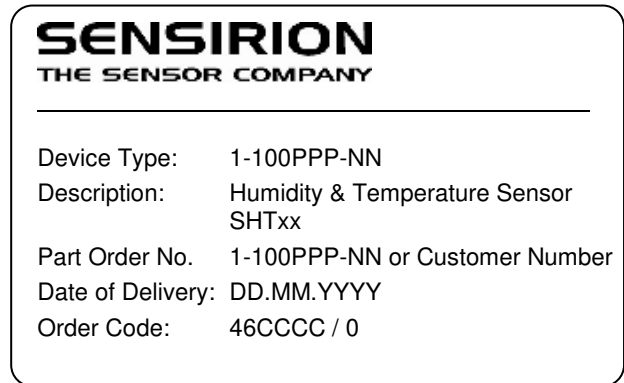 SENSIRION
THE SENSOR COMPANY
Device Type: 1-100PPP-NN
Description: Humidity & Temperature Sensor
SHTxx
Part Order No. 1-100PPP-NN or Customer Number
Date of Delivery: DD.MM.YYYY
Order Code: 46CCCC / 0